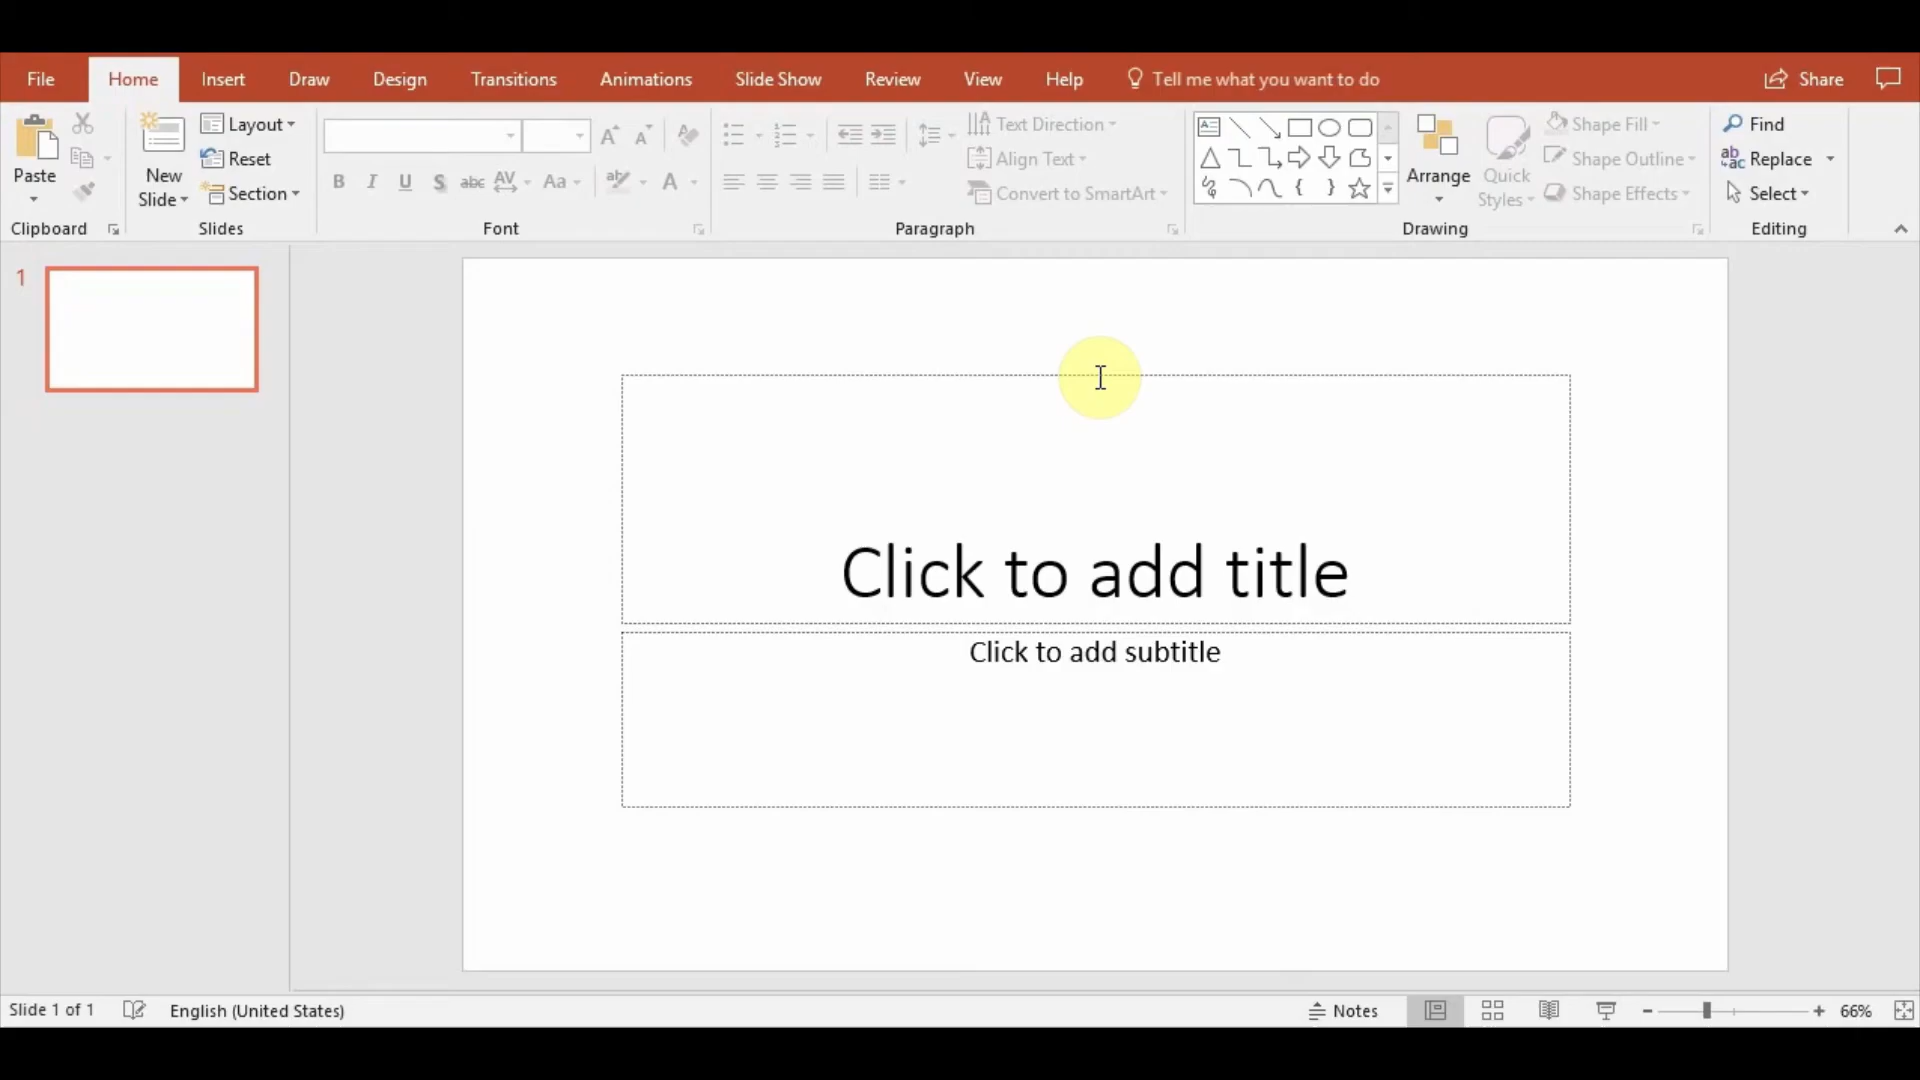 File Home Insert Draw Design Transitions Animations Slide Show Review View Help Tell me what you want to do Share
Paste
Clipboard
New
Slide
Layout
Reset
Section
Slides
B I U S abc AV Aa A
Font
Text Direction
Align Text
Convert to SmartArt
Paragraph
Arrange
Quick
Styles
Shape Fill
Shape Outline
Shape Effects
Drawing
Find
Replace
Select
Editing
1
Click to add title
Click to add subtitle
Slide 1 of 1 English (United States) Notes 66%